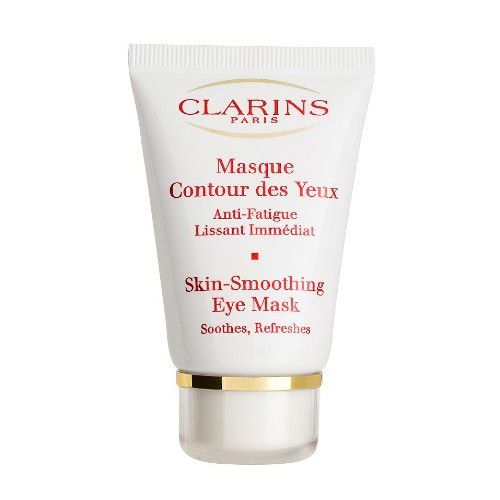 CLARINS
PARIS
Masque
Contour des Yeux
Anti-Fatigue
Lissant Immédiat
Skin-Smoothing
Eye Mask
Soothes, Refreshes